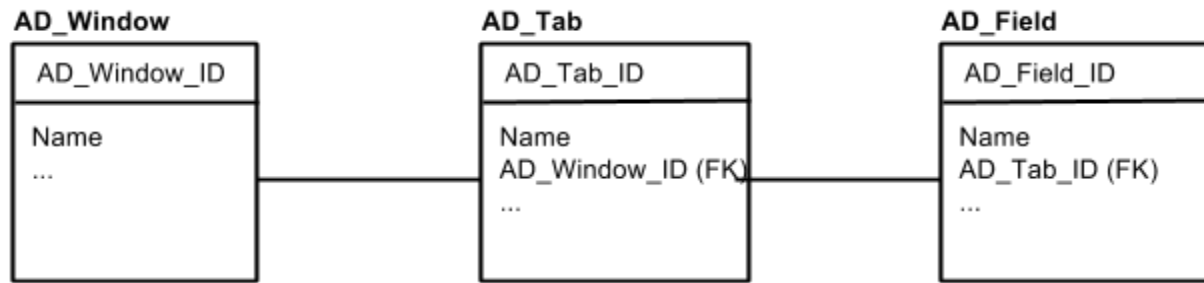 AD_Window
AD_Window_ID
Name
...
AD_Tab
AD_Tab_ID
Name
AD_Window_ID (FK)
...
AD_Field
AD_Field_ID
Name
AD_Tab_ID (FK)
...